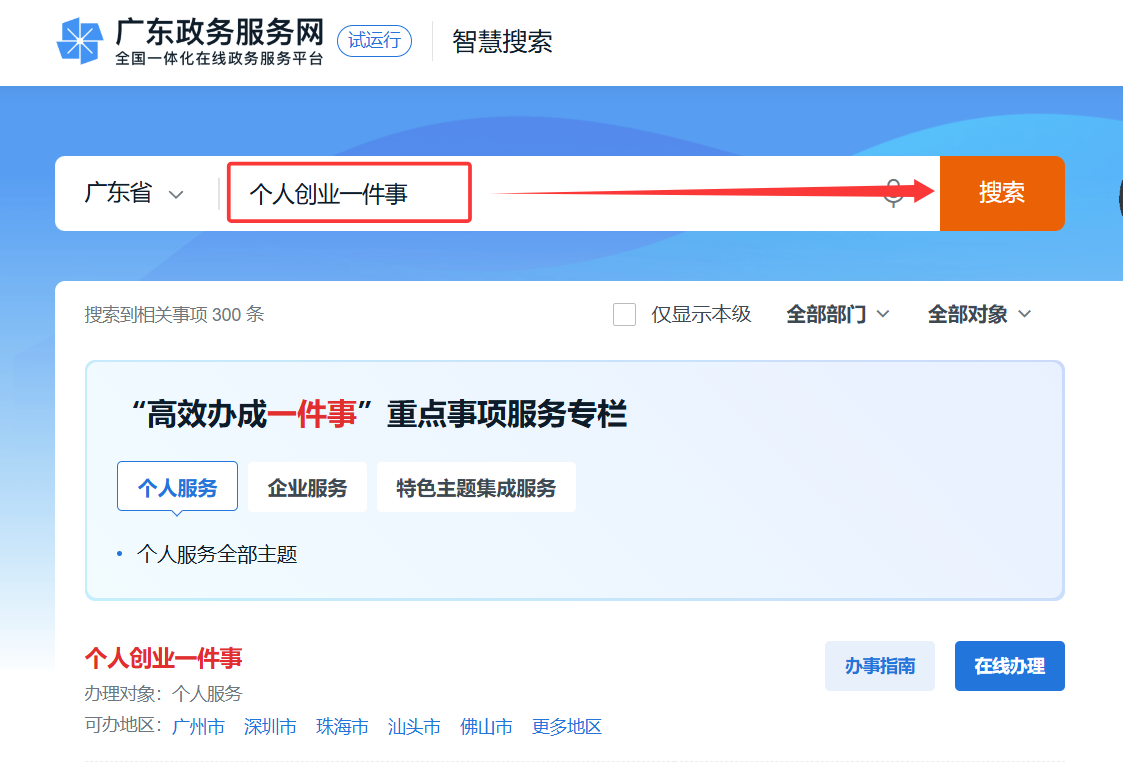 广东政务服务网
全国一体化在线政务服务平台
试运行
智慧搜索
广东省
个人创业一件事
搜索
搜索到相关事项 300 条
仅显示本级
全部部门
全部对象
“高效办成一件事”重点事项服务专栏
个人服务
企业服务
特色主题集成服务
• 个人服务全部主题
个人创业一件事
办事指南
在线办理
办理对象：个人服务
可办地区：广州市 深圳市 珠海市 汕头市 佛山市 更多地区